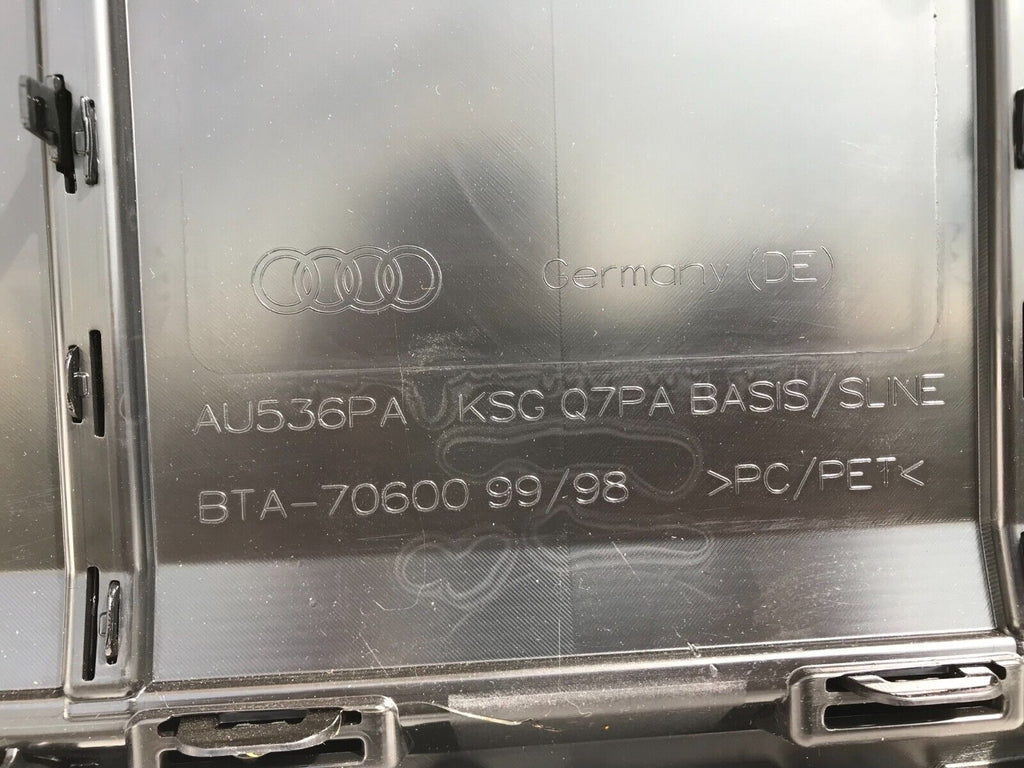 Germany (DE)
AU536PA KSG Q7PA BASIS/SLINE
BTA-70600 99/98 >PC/PET<